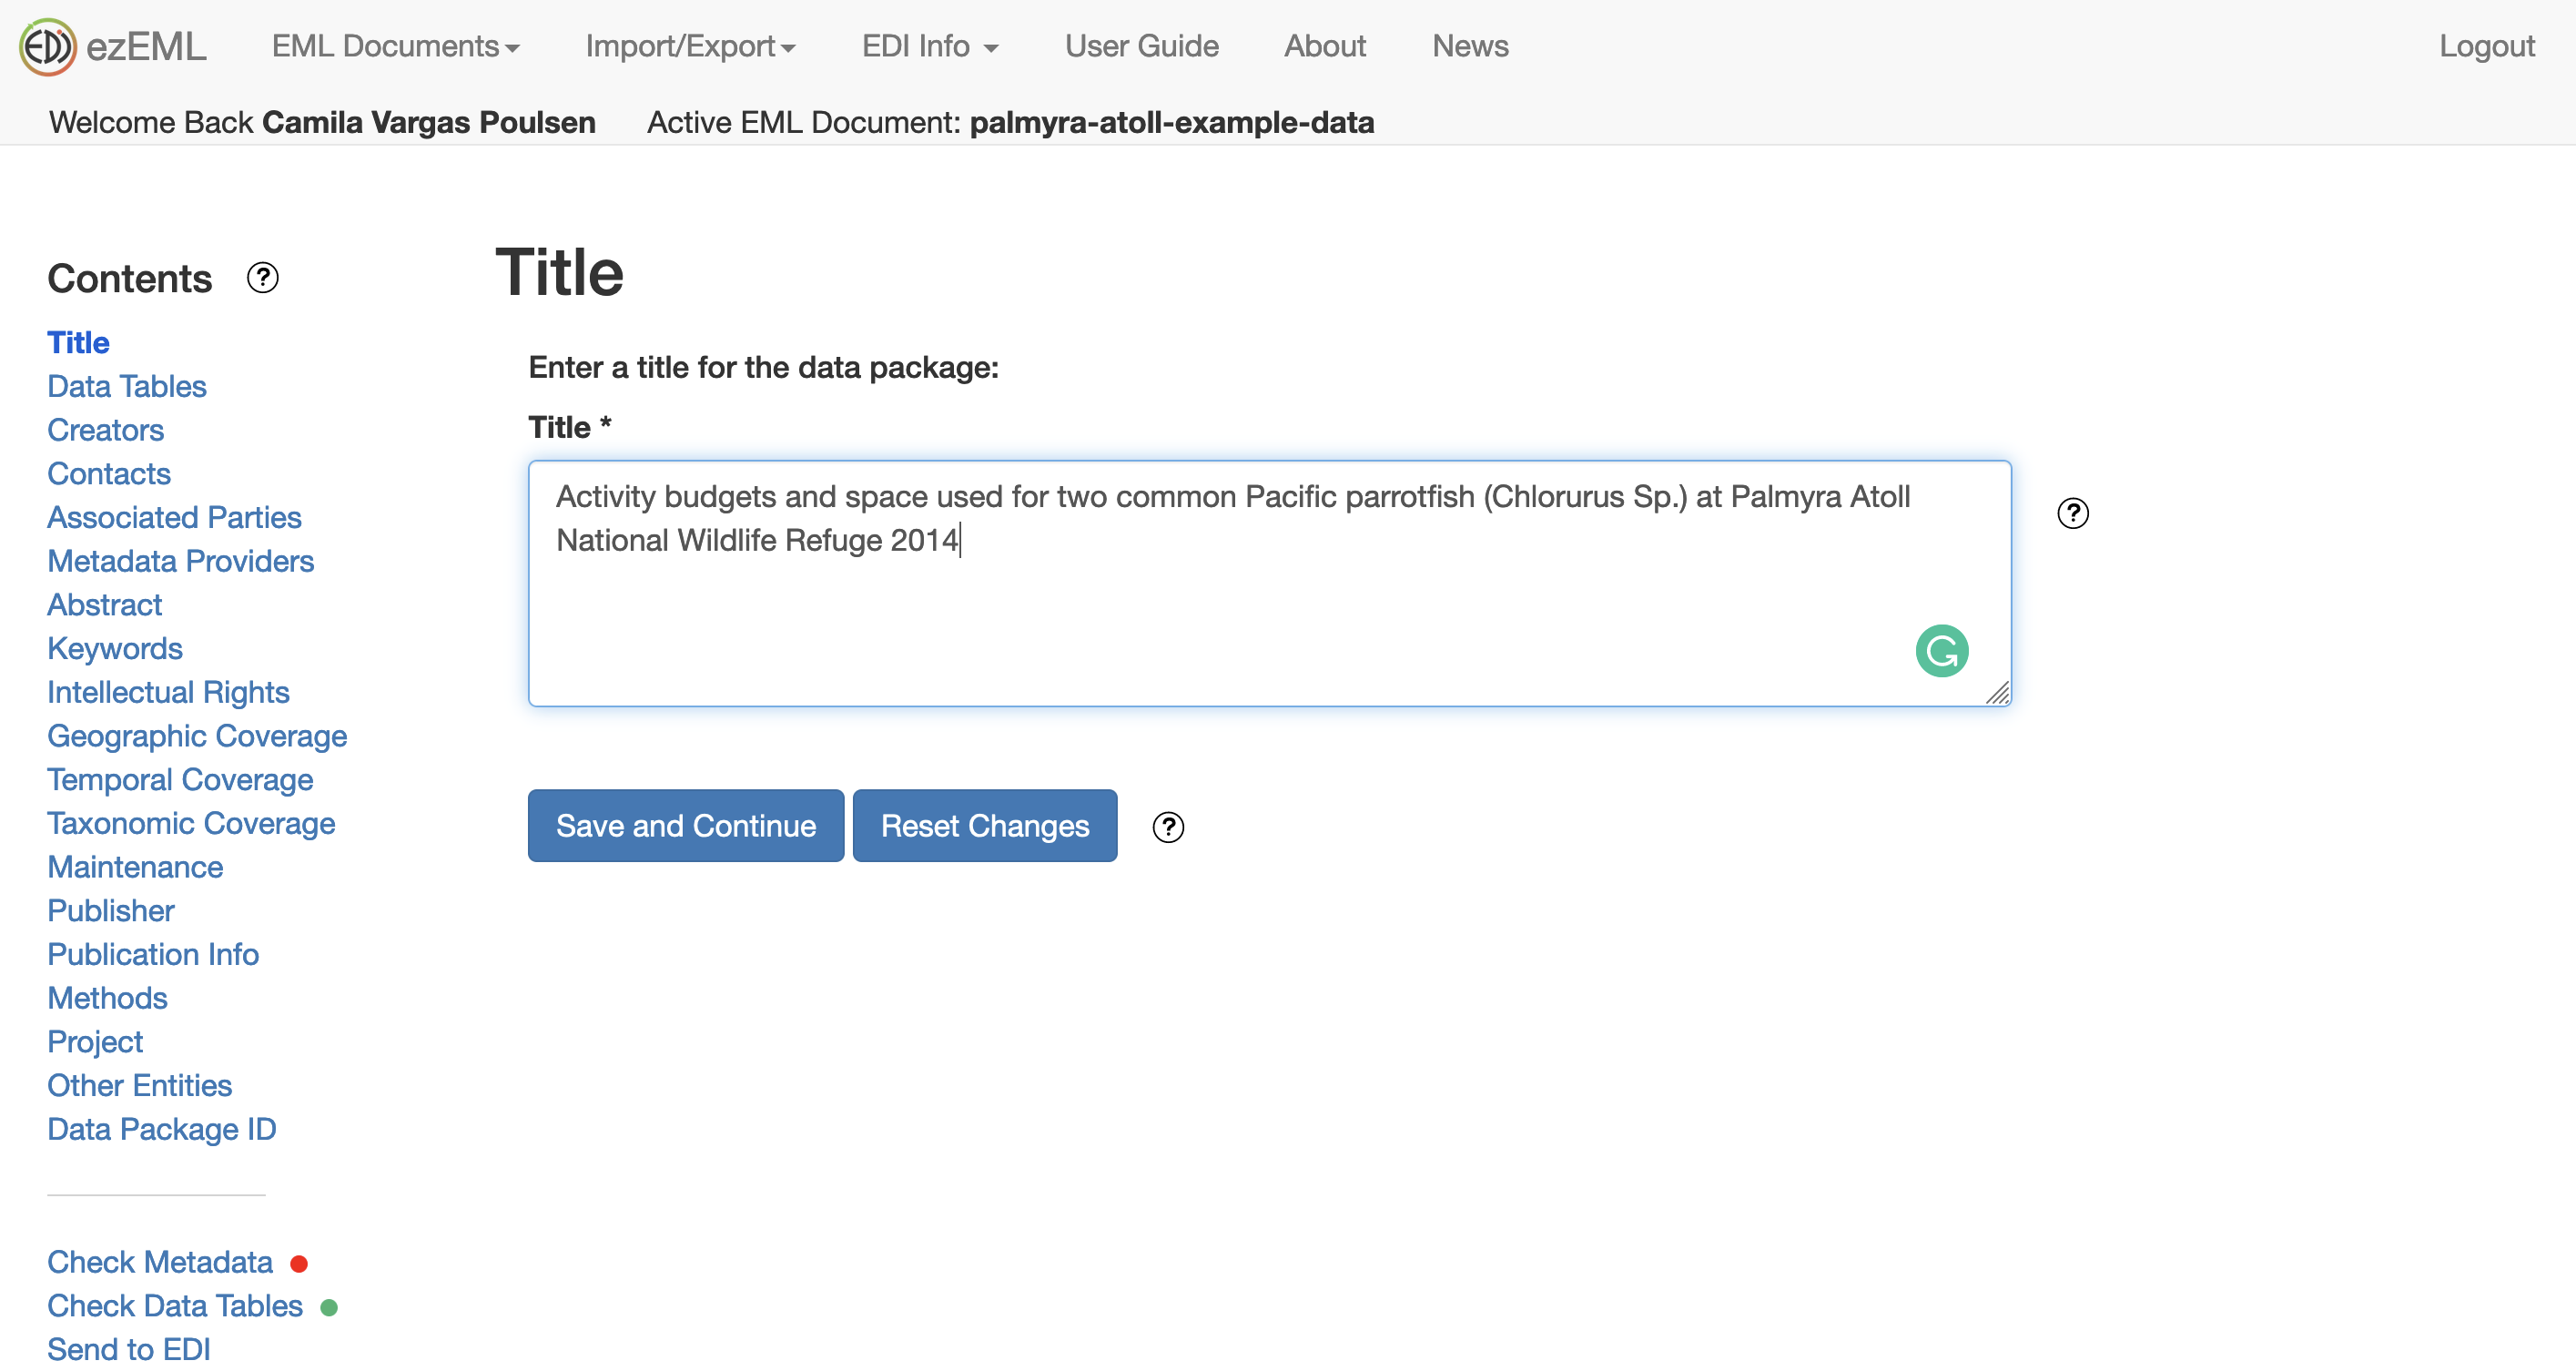 EDI ezEML EML Documents Import/Export EDI Info User Guide About News Logout
Welcome Back Camila Vargas Poulsen Active EML Document: palmyra-atoll-example-data
Contents ?
Title
Data Tables
Creators
Contacts
Associated Parties
Metadata Providers
Abstract
Keywords
Intellectual Rights
Geographic Coverage
Temporal Coverage
Taxonomic Coverage
Maintenance
Publisher
Publication Info
Methods
Project
Other Entities
Data Package ID
Check Metadata
Check Data Tables
Send to EDI
Title
Enter a title for the data package:
Title *
Activity budgets and space used for two common Pacific parrotfish (Chlorurus Sp.) at Palmyra Atoll
National Wildlife Refuge 2014
?
G
Save and Continue Reset Changes ?